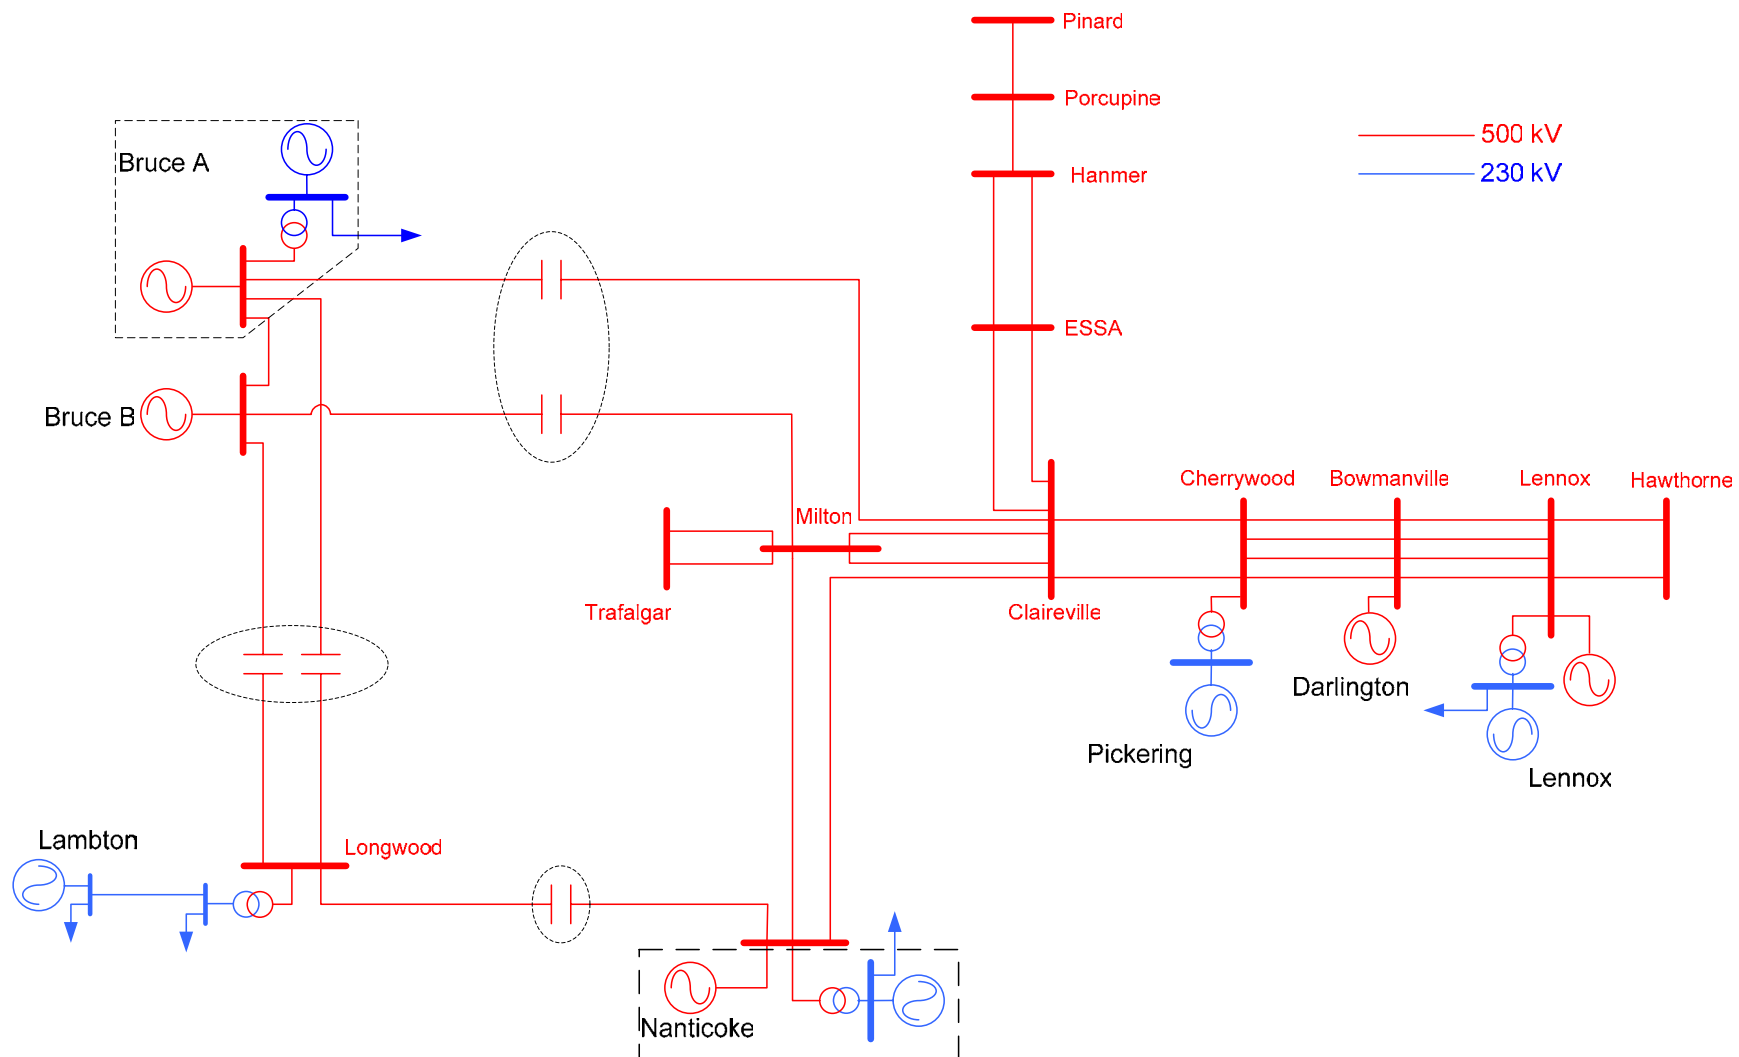 Pinard
Porcupine
500 kV
Bruce A
230 kV
Hanmer
ESSA
Bruce B
Cherrywood
Bowmanville
Lennox
Hawthorne
Milton
Trafalgar
Claireville
Darlington
Pickering
Lennox
Lambton
Longwood
Nanticoke